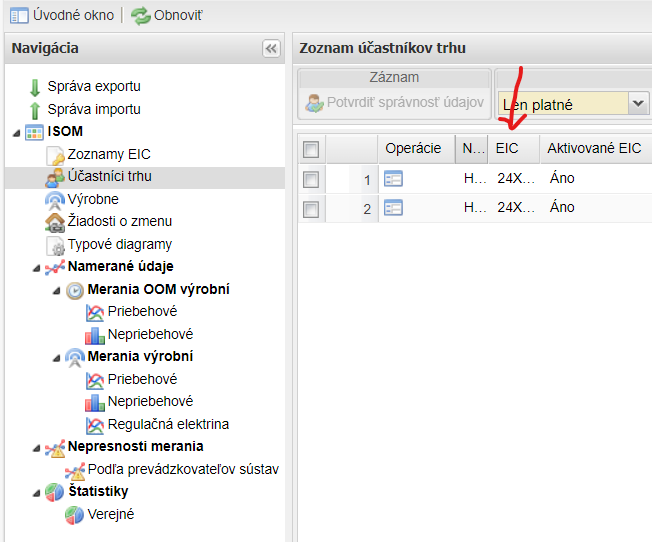 Úvodné okno Obnoviť
Navigácia
Správa exportu
Správa importu
ISOM
Zoznamy EIC
Účastníci trhu
Výrobne
Žiadosti o zmenu
Typové diagramy
Namerané údaje
Merania OOM výrobní
Priebehové
Nepriebehové
Merania výrobní
Priebehové
Nepriebehové
Regulačná elektrina
Nepresnosti merania
Podľa prevádzkovateľov sústav
Štatistiky
Verejné
Zoznam účastníkov trhu
Záznam
Potvrdiť správnosť údajov Len platné
Operácie N... EIC Aktivované EIC
1 H... 24X... Áno
2 H... 24X... Áno